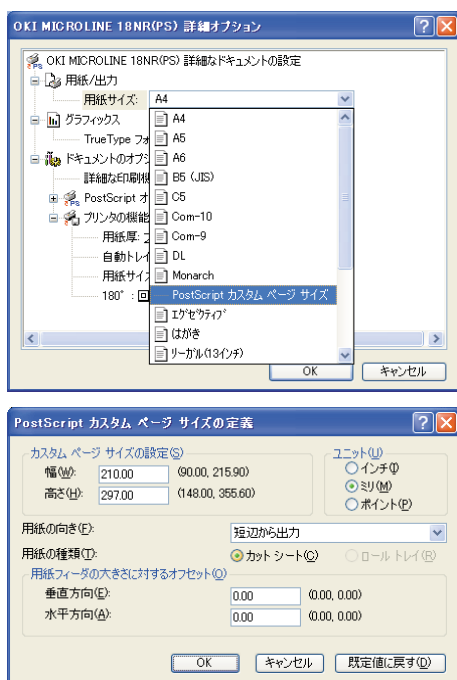 OKI MICROLINE 18NR(PS) 詳細オプション
OKI MICROLINE 18NR(PS) 詳細なドキュメントの設定
用紙/出力
用紙サイズ: A4
グラフィックス
TrueType フォ
ドキュメントのオプシ
詳細な印刷機
PostScript オ
プリンタの機能
用紙厚:
自動トレイ
用紙サイズ
180° :
A4
A5
A6
B5 (JIS)
C5
Com-10
Com-9
DL
Monarch
PostScript カスタム ページ サイズ
エグゼクティブ
はがき
リーガル(13インチ)
OK キャンセル
PostScript カスタム ページ サイズの定義
カスタム ページ サイズの設定(S)
幅(W): 210.00 (90.00, 215.90)
高さ(H): 297.00 (148.00, 355.60)
ユニット(U)
インチ(I)
ミリ(M)
ポイント(P)
用紙の向き(F): 短辺から出力
用紙の種類(T): カット シート(C) ロール トレイ(R)
用紙フィーダの大きさに対するオフセット(O)
垂直方向(E): 0.00 (0.00, 0.00)
水平方向(A): 0.00 (0.00, 0.00)
OK キャンセル 既定値に戻す(D)